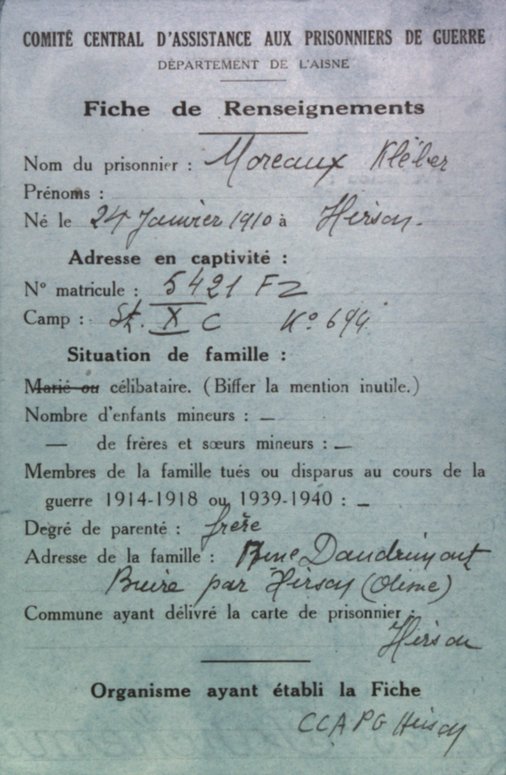 COMITÉ CENTRAL D'ASSISTANCE AUX PRISONNIERS DE GUERRE
DÉPARTEMENT DE L'AISNE
Fiche de Renseignements
Nom du prisonnier : Moreaux Kléber
Prénoms :
Né le 24 Janvier 1910 à Hirson.
Adresse en captivité :
N° matricule : 5421 FZ
Camp : St. X C K° 694
Situation de famille :
Marié ou célibataire. (Biffer la mention inutile.)
Nombre d'enfants mineurs : —
— de frères et sœurs mineurs : —
Membres de la famille tués ou disparus au cours de la
guerre 1914-1918 ou 1939-1940 : —
Degré de parenté : frère
Adresse de la famille : Daudrimont
Buire par Hirson
Commune ayant délivré la carte de prisonnier :
Hirson
Organisme ayant établi la Fiche
CCAPG Hirson